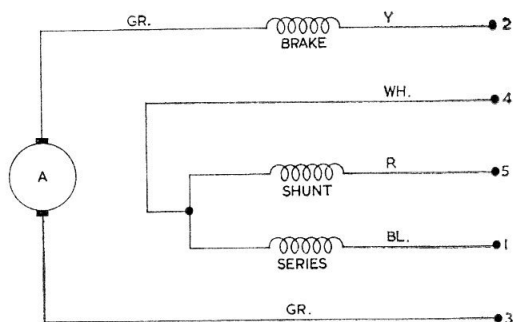 GR. Y 2
BRAKE
WH. 4
A
R 5
SHUNT
BL. 1
SERIES
GR. 3